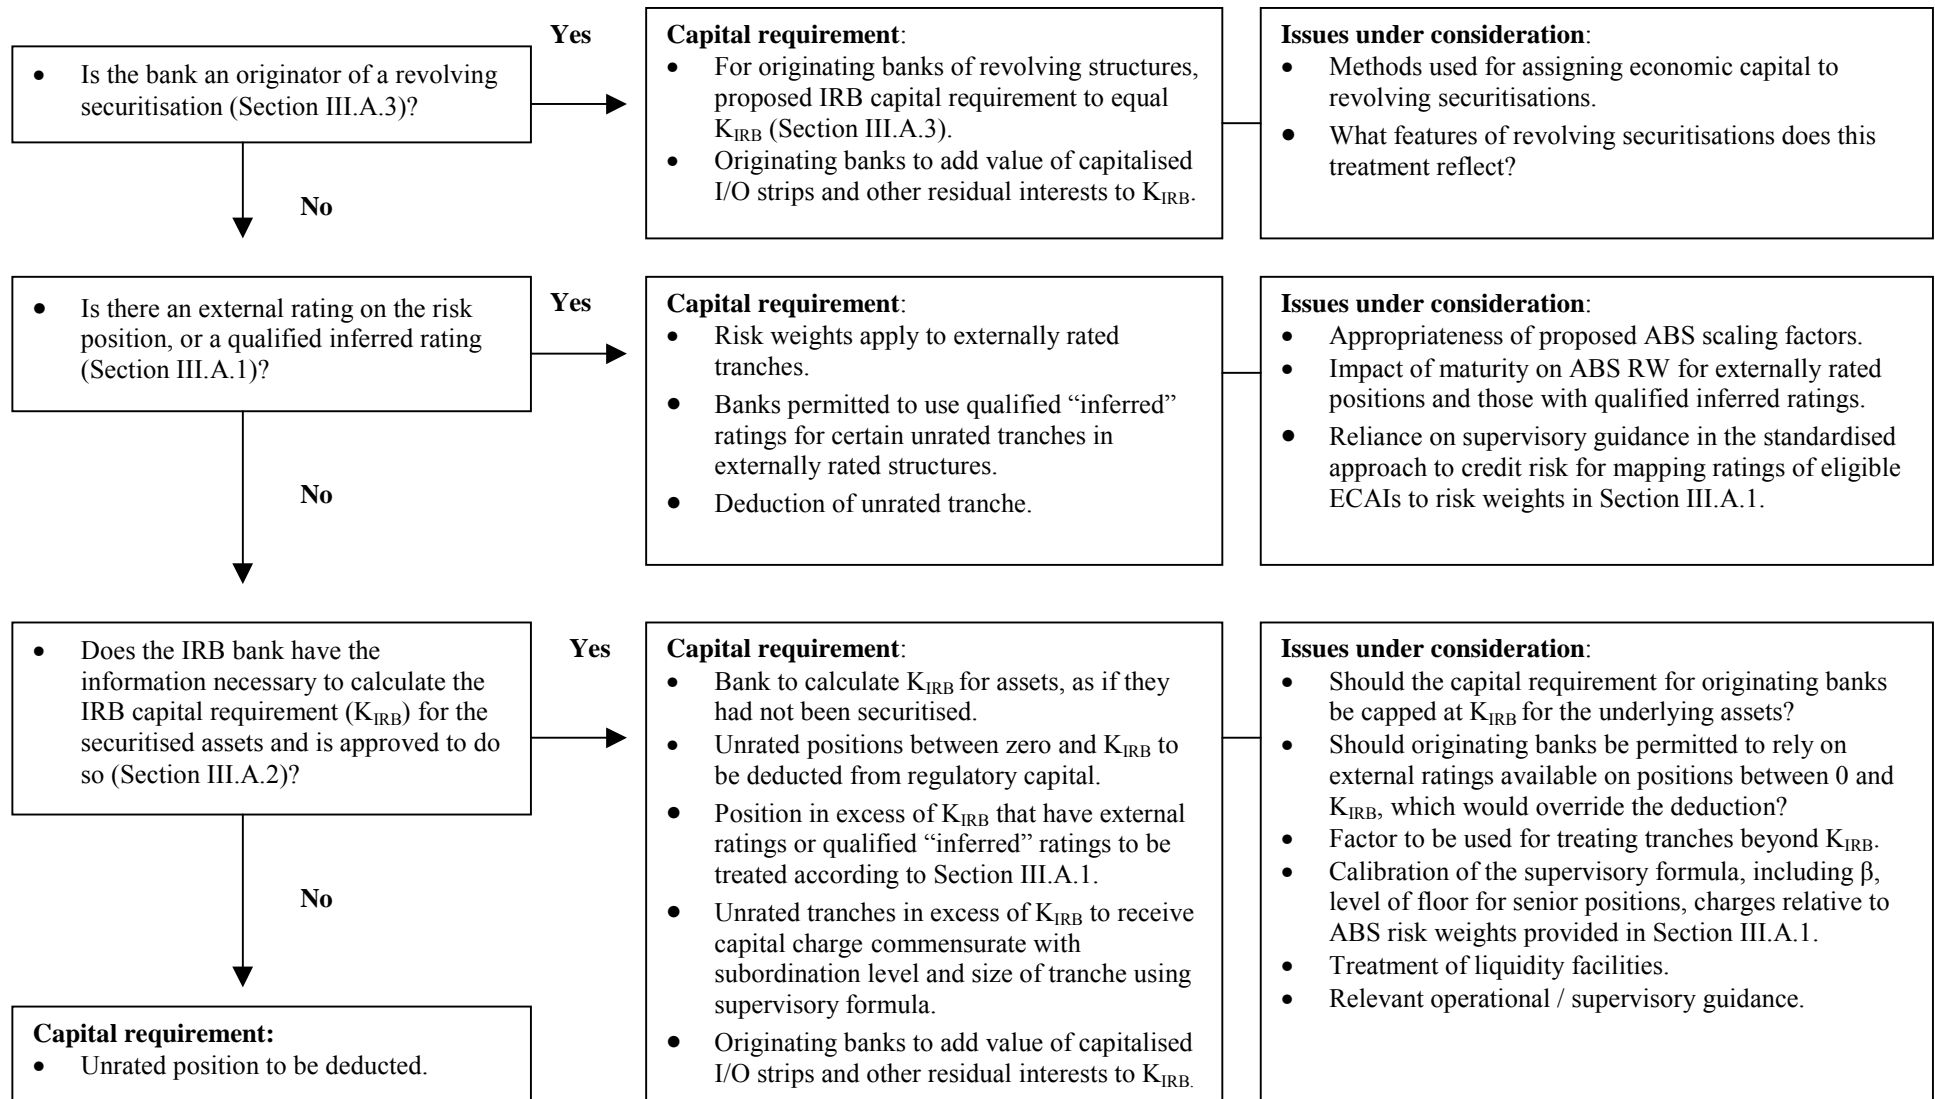 • Is the bank an originator of a revolving
securitisation (Section III.A.3)?
Yes
No
Capital requirement:
• For originating banks of revolving structures,
proposed IRB capital requirement to equal
KIRB (Section III.A.3).
• Originating banks to add value of capitalised
I/O strips and other residual interests to KIRB.
Issues under consideration:
• Methods used for assigning economic capital to
revolving securitisations.
• What features of revolving securitisations does this
treatment reflect?
• Is there an external rating on the risk
position, or a qualified inferred rating
(Section III.A.1)?
Yes
No
Capital requirement:
• Risk weights apply to externally rated
tranches.
• Banks permitted to use qualified “inferred”
ratings for certain unrated tranches in
externally rated structures.
• Deduction of unrated tranche.
Issues under consideration:
• Appropriateness of proposed ABS scaling factors.
• Impact of maturity on ABS RW for externally rated
positions and those with qualified inferred ratings.
• Reliance on supervisory guidance in the standardised
approach to credit risk for mapping ratings of eligible
ECAIs to risk weights in Section III.A.1.
• Does the IRB bank have the
information necessary to calculate the
IRB capital requirement (KIRB) for the
securitised assets and is approved to do
so (Section III.A.2)?
Yes
No
Capital requirement:
• Bank to calculate KIRB for assets, as if they
had not been securitised.
• Unrated positions between zero and KIRB to
be deducted from regulatory capital.
• Position in excess of KIRB that have external
ratings or qualified “inferred” ratings to be
treated according to Section III.A.1.
• Unrated tranches in excess of KIRB to receive
capital charge commensurate with
subordination level and size of tranche using
supervisory formula.
• Originating banks to add value of capitalised
I/O strips and other residual interests to KIRB.
Issues under consideration:
• Should the capital requirement for originating banks
be capped at KIRB for the underlying assets?
• Should originating banks be permitted to rely on
external ratings available on positions between 0 and
KIRB, which would override the deduction?
• Factor to be used for treating tranches beyond KIRB.
• Calibration of the supervisory formula, including β,
level of floor for senior positions, charges relative to
ABS risk weights provided in Section III.A.1.
• Treatment of liquidity facilities.
• Relevant operational / supervisory guidance.
Capital requirement:
• Unrated position to be deducted.